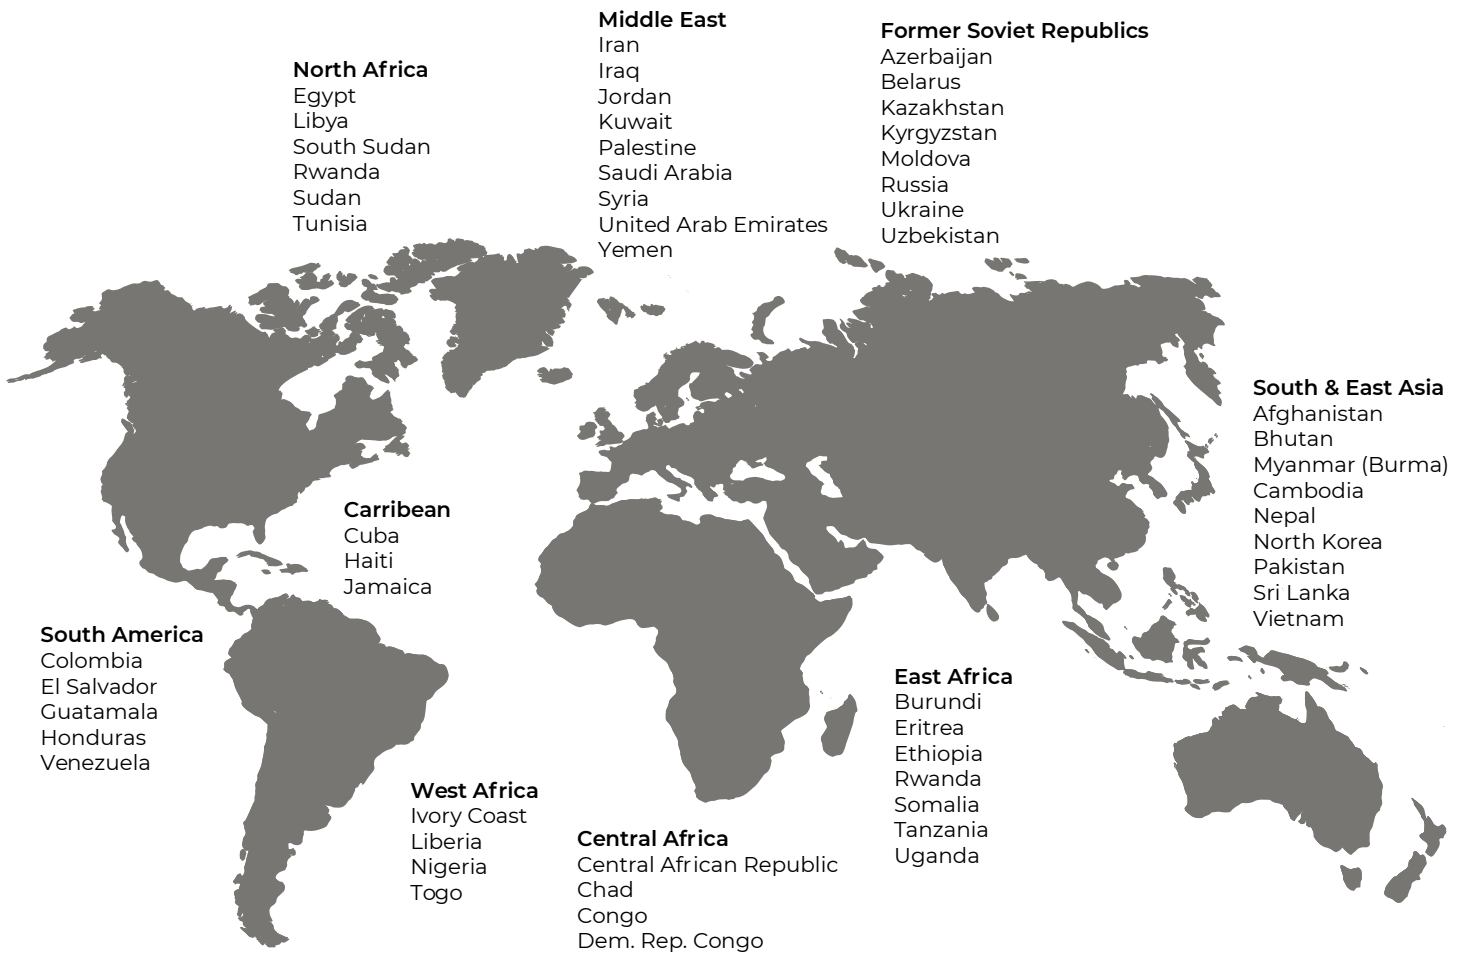 North Africa
Egypt
Libya
South Sudan
Rwanda
Sudan
Tunisia
Middle East
Iran
Iraq
Jordan
Kuwait
Palestine
Saudi Arabia
Syria
United Arab Emirates
Yemen
Former Soviet Republics
Azerbaijan
Belarus
Kazakhstan
Kyrgyzstan
Moldova
Russia
Ukraine
Uzbekistan
South & East Asia
Afghanistan
Bhutan
Myanmar (Burma)
Cambodia
Nepal
North Korea
Pakistan
Sri Lanka
Vietnam
Carribean
Cuba
Haiti
Jamaica
South America
Colombia
El Salvador
Guatamala
Honduras
Venezuela
West Africa
Ivory Coast
Liberia
Nigeria
Togo
Central Africa
Central African Republic
Chad
Congo
Dem. Rep. Congo
East Africa
Burundi
Eritrea
Ethiopia
Rwanda
Somalia
Tanzania
Uganda